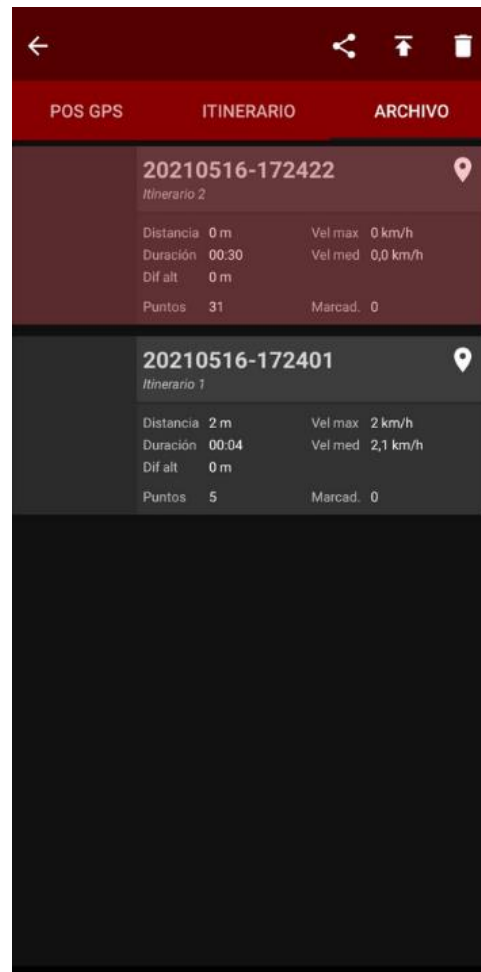 POS GPS ITINERARIO ARCHIVO
20210516-172422
Itinerario 2
Distancia 0 m Vel max 0 km/h
Duración 00:30 Vel med 0,0 km/h
Dif alt 0 m
Puntos 31 Marcad. 0
20210516-172401
Itinerario 1
Distancia 2 m Vel max 2 km/h
Duración 00:04 Vel med 2,1 km/h
Dif alt 0 m
Puntos 5 Marcad. 0